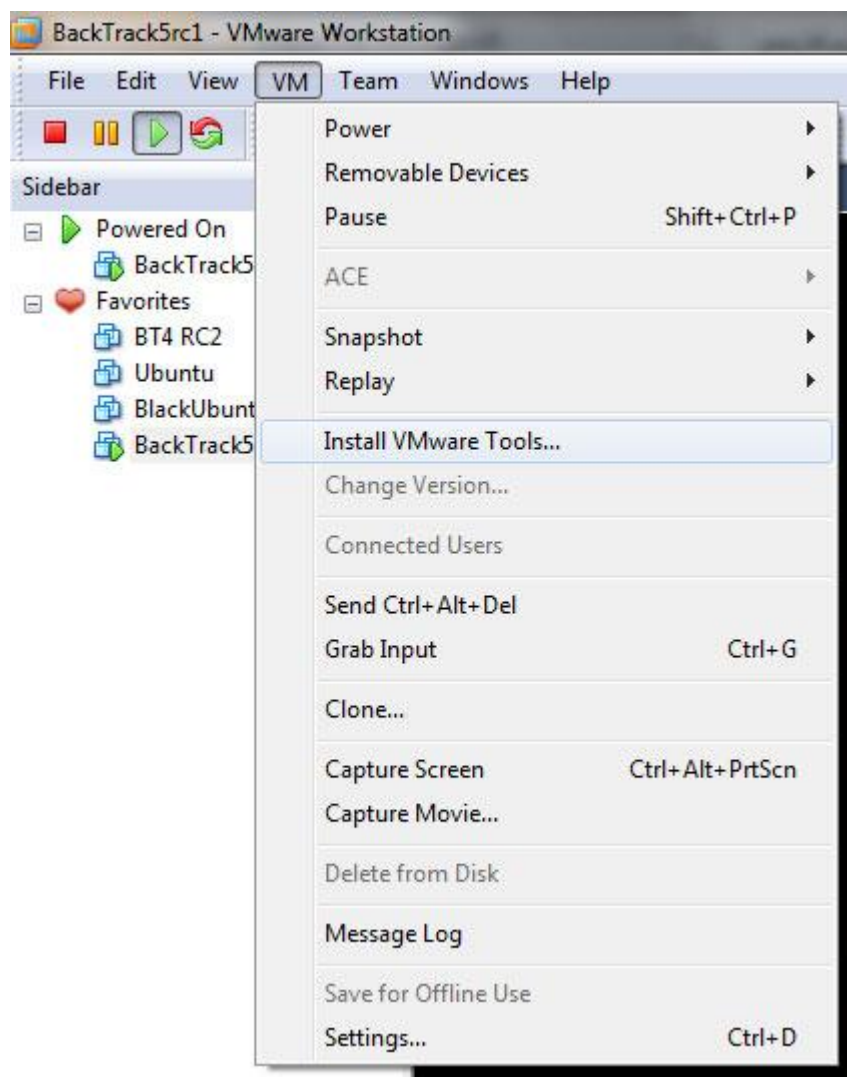 BackTrack5rc1 - VMware Workstation
File Edit View VM Team Windows Help
Sidebar
Powered On
BackTrack5
Favorites
BT4 RC2
Ubuntu
BlackUbunt
BackTrack5
Power
Removable Devices
Pause Shift+Ctrl+P
ACE
Snapshot
Replay
Install VMware Tools...
Change Version...
Connected Users
Send Ctrl+Alt+Del
Grab Input Ctrl+G
Clone...
Capture Screen Ctrl+Alt+PrtScn
Capture Movie...
Delete from Disk
Message Log
Save for Offline Use
Settings... Ctrl+D